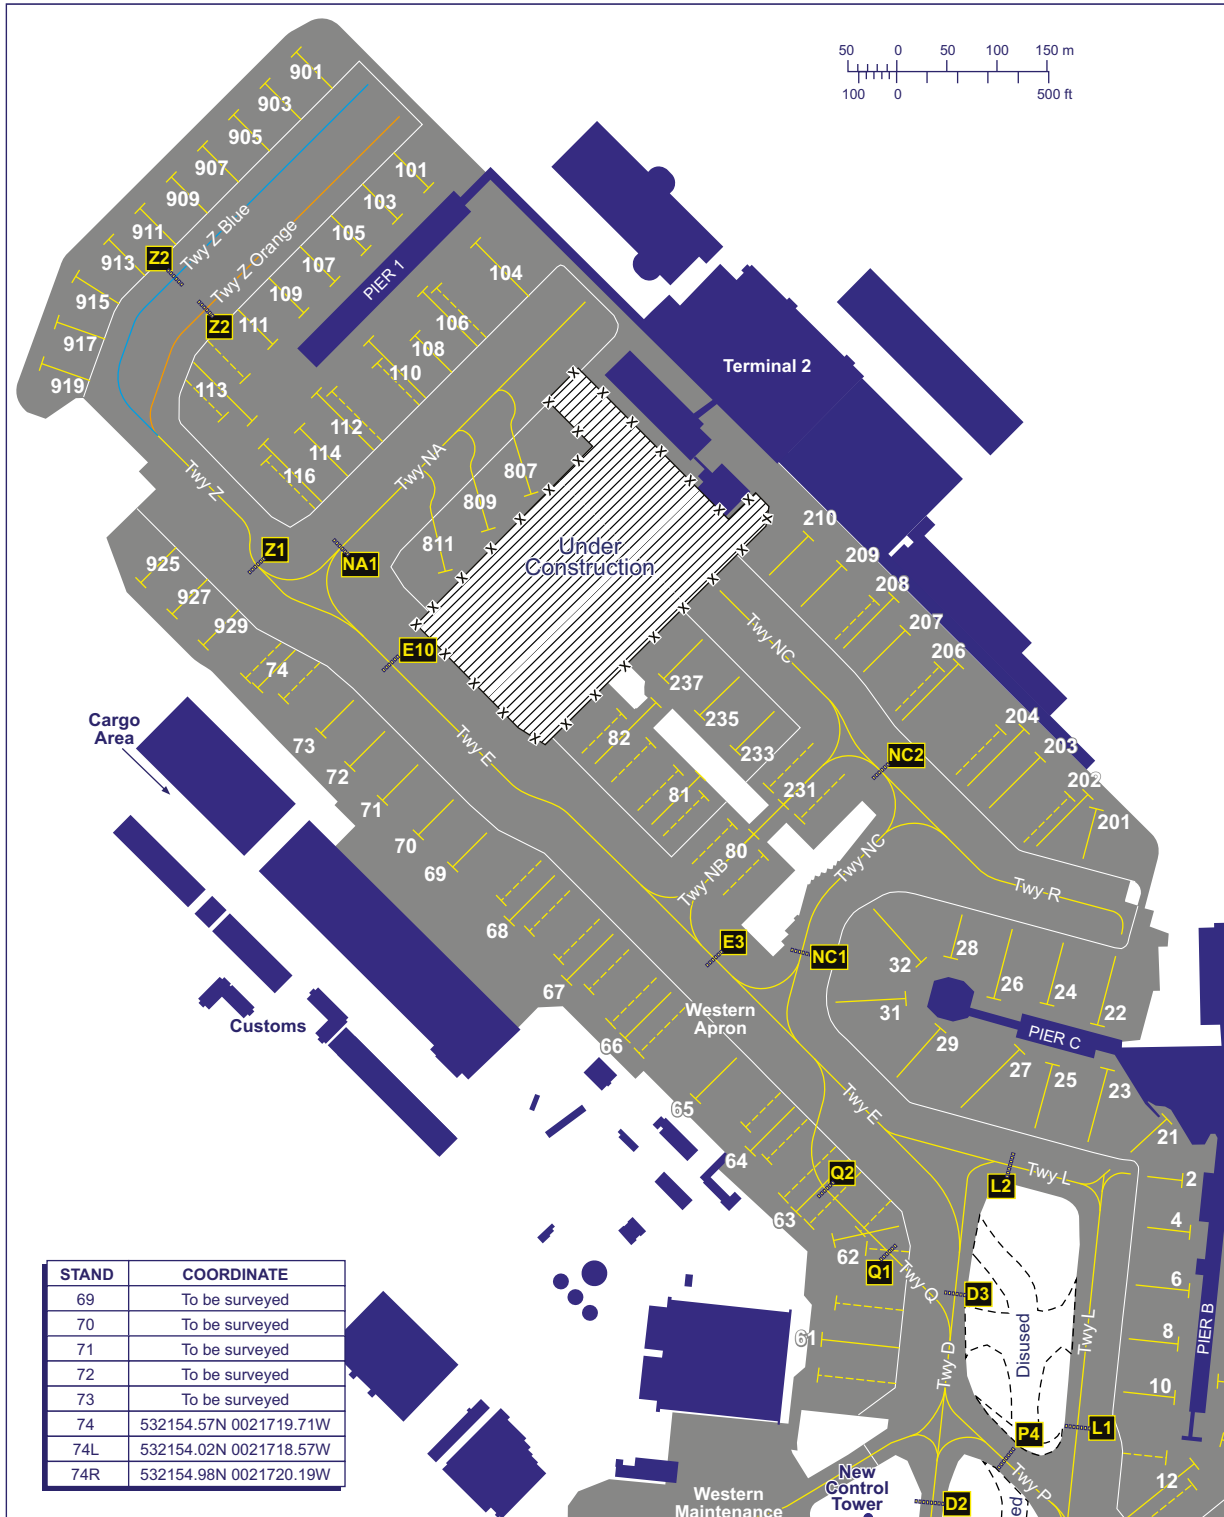 50 0 50 100 150 m
100 0 500 ft
901
903
905
907
909
911
913
915
917
919
Z2
Twy Z Blue
Twy Z Orange
Z2
101
103
105
107
109
111
113
PIER 1
104
106
108
110
112
114
116
Terminal 2
Twy Z
Twy NA
807
809
811
Z1
NA1
Under
Construction
E10
925
927
929
74
73
72
71
70
69
68
67
66
65
64
63
62
61
Cargo
Area
Customs
Twy E
210
209
208
207
206
204
203
202
201
Twy NC
237
235
233
231
82
81
80
NC2
Twy NC
Twy NB
Twy R
E3
NC1
Western
Apron
32
28
26
24
22
31
29
27
25
23
21
PIER C
Twy E
Q2
Q1
Twy Q
L2
Twy L
D3
Disused
Twy L
Twy D
2
4
6
8
10
12
PIER B
P4
L1
Twy P
D2
ed
New
Control
Tower
Western
Maintenance
STAND COORDINATE
69 To be surveyed
70 To be surveyed
71 To be surveyed
72 To be surveyed
73 To be surveyed
74 532154.57N 0021719.71W
74L 532154.02N 0021718.57W
74R 532154.98N 0021720.19W